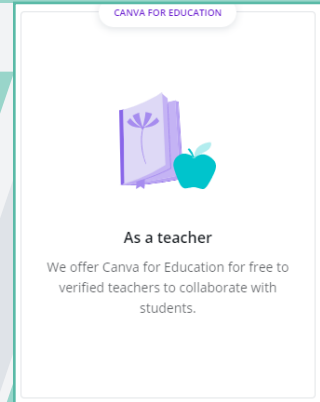 CANVA FOR EDUCATION
As a teacher
We offer Canva for Education for free to
verified teachers to collaborate with
students.